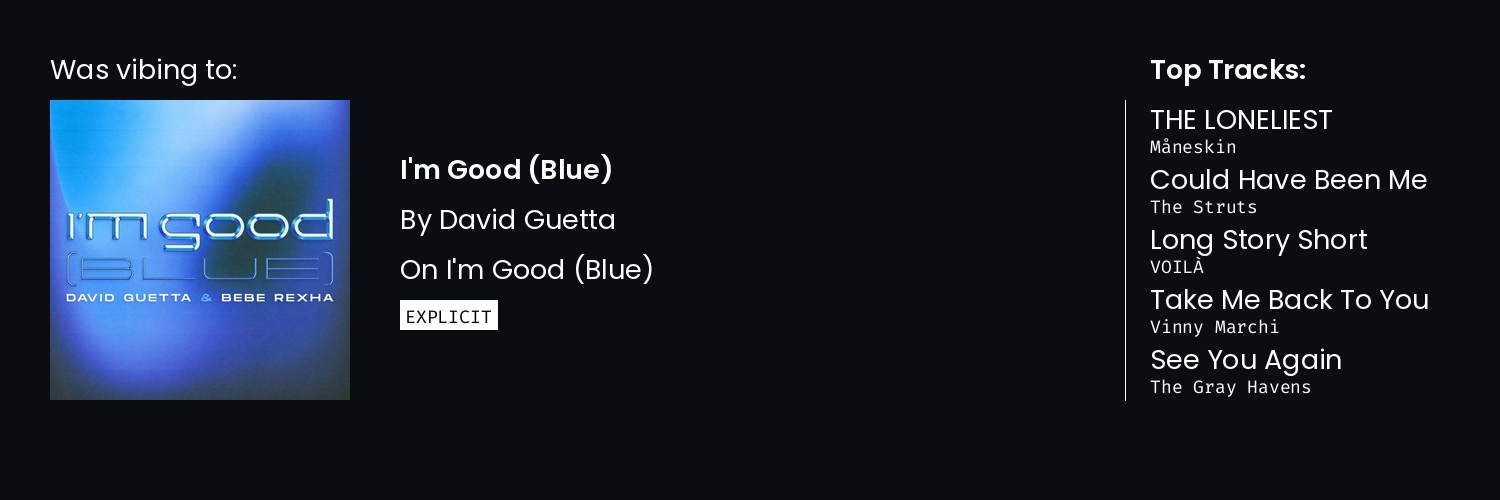 Was vibing to:
i'm good
(BLUE)
DAVID GUETTA & BEBE REXHA
I'm Good (Blue)
By David Guetta
On I'm Good (Blue)
EXPLICIT
Top Tracks:
THE LONELIEST
Måneskin
Could Have Been Me
The Struts
Long Story Short
VOILÀ
Take Me Back To You
Vinny Marchi
See You Again
The Gray Havens